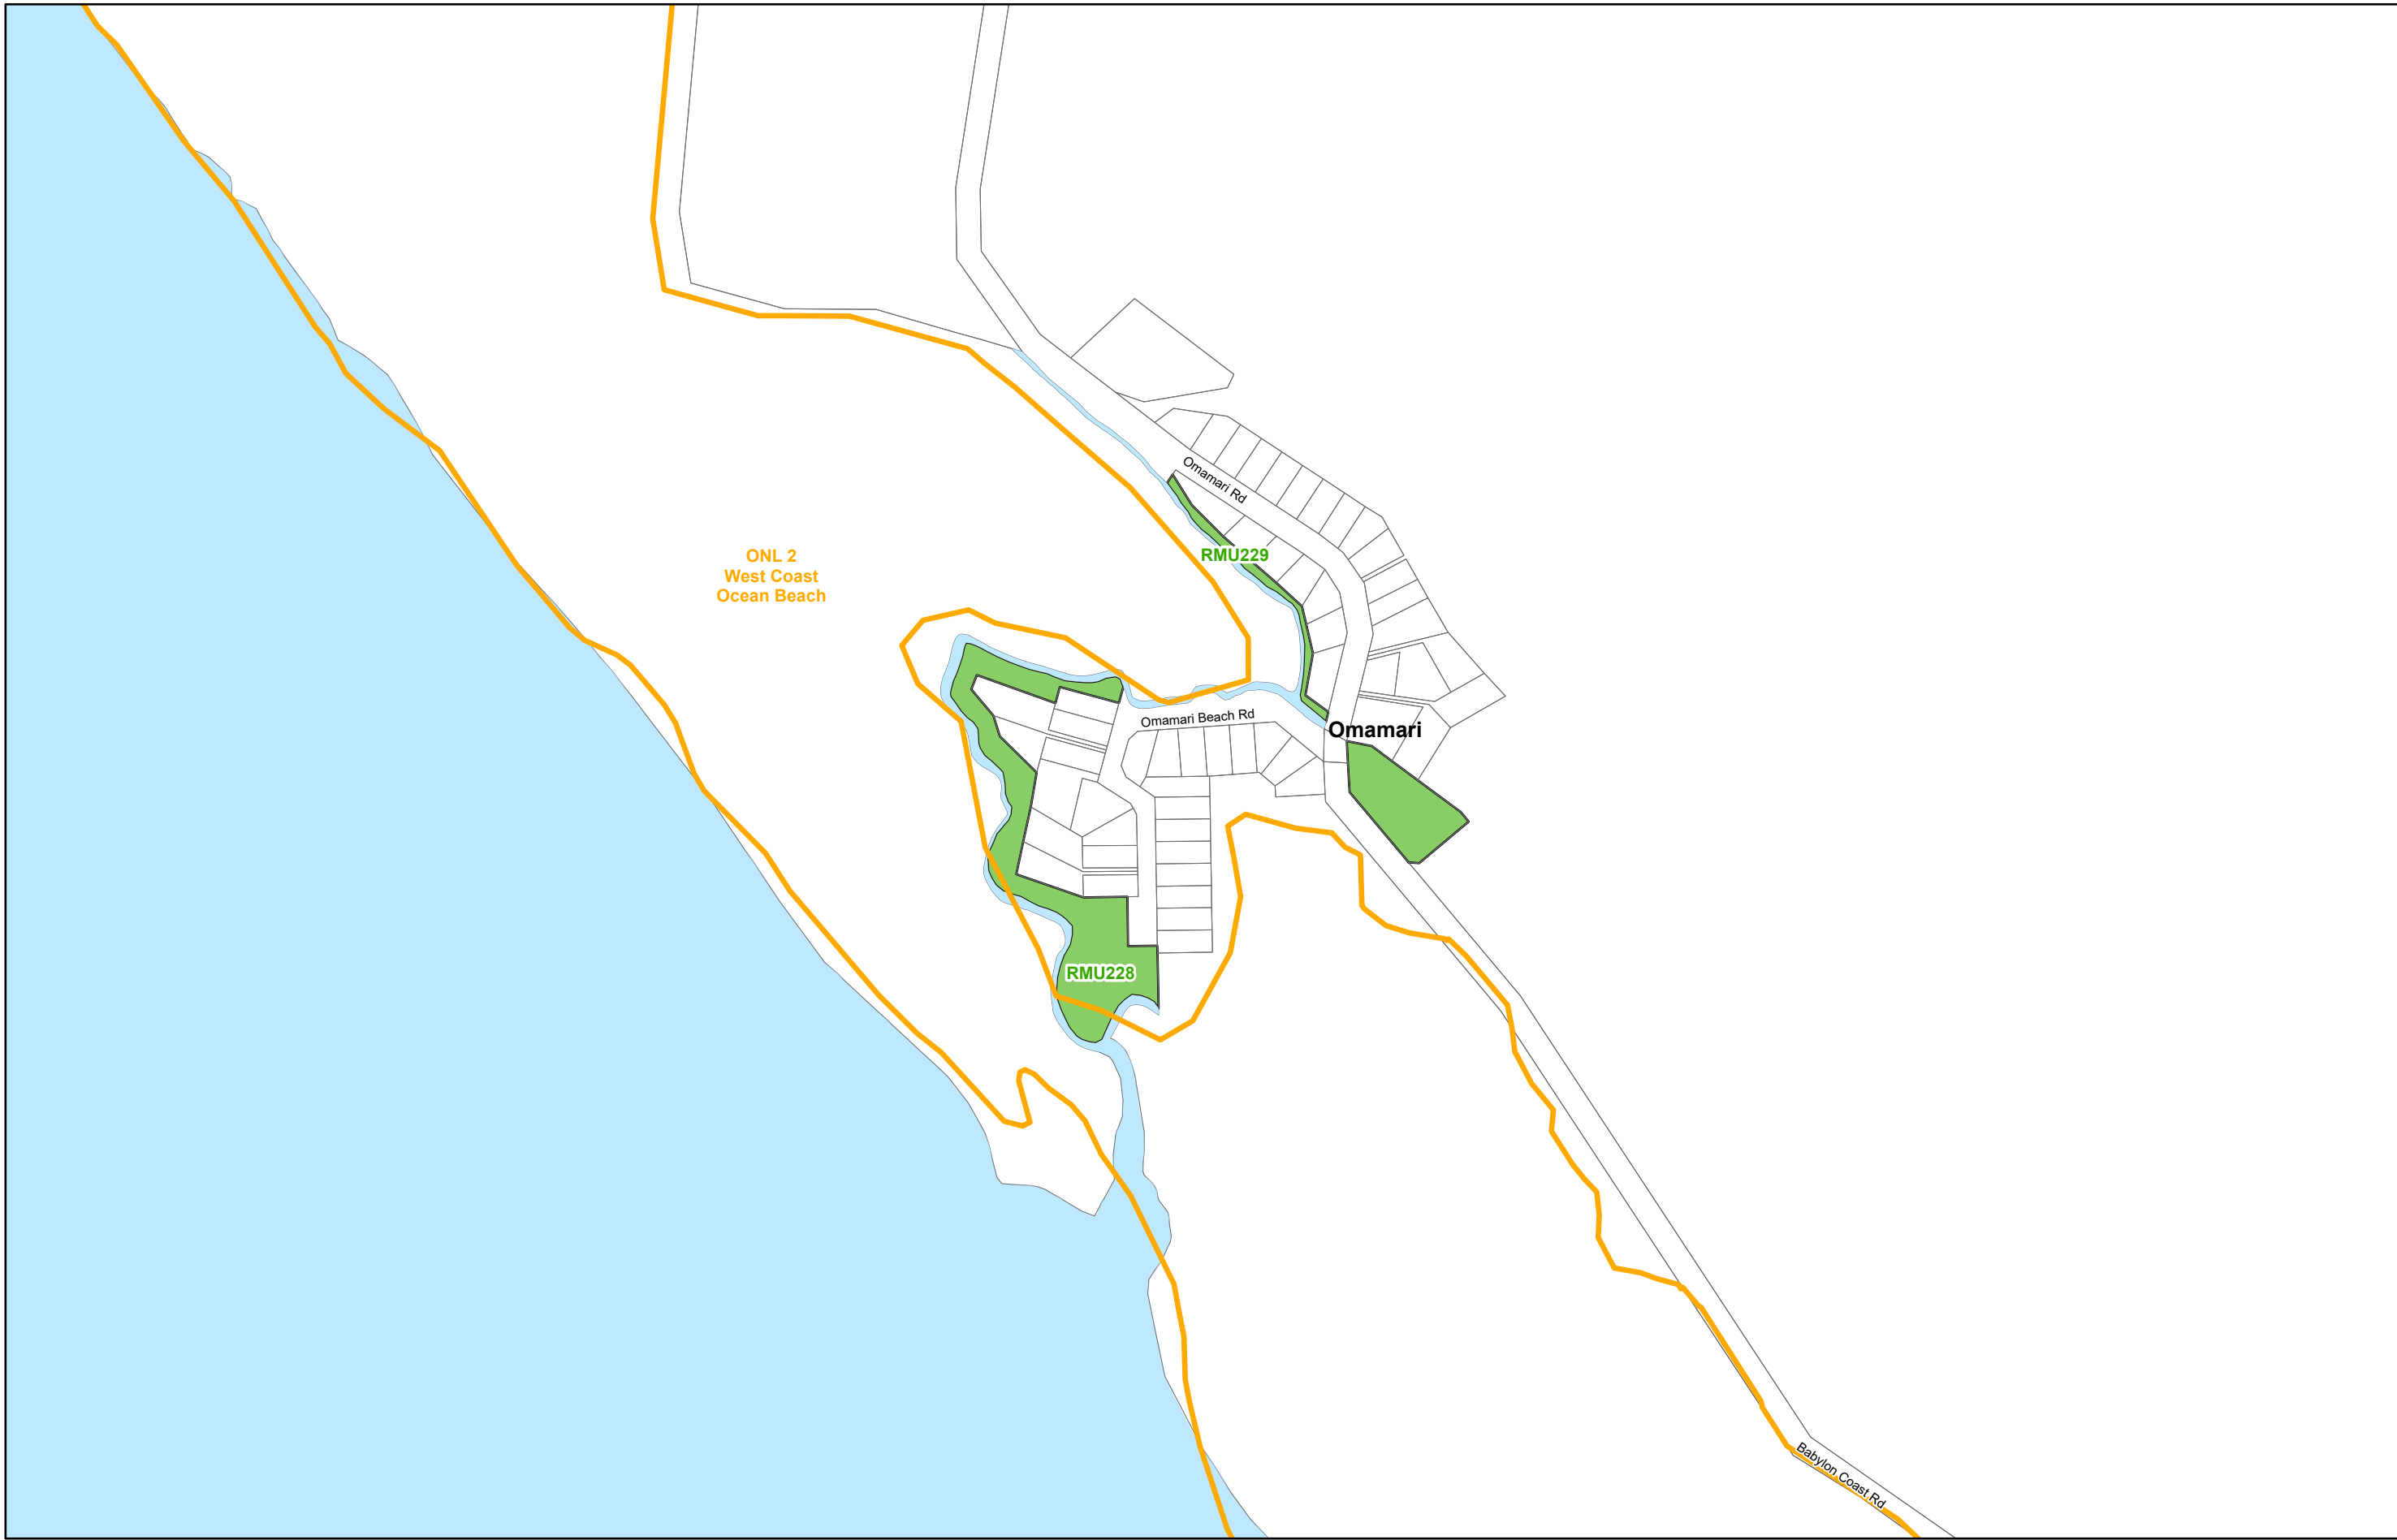 Omamari Rd
RMU229
ONL 2
West Coast
Ocean Beach
Omamari Beach Rd
Omamari
RMU228
Babylon Coast Rd